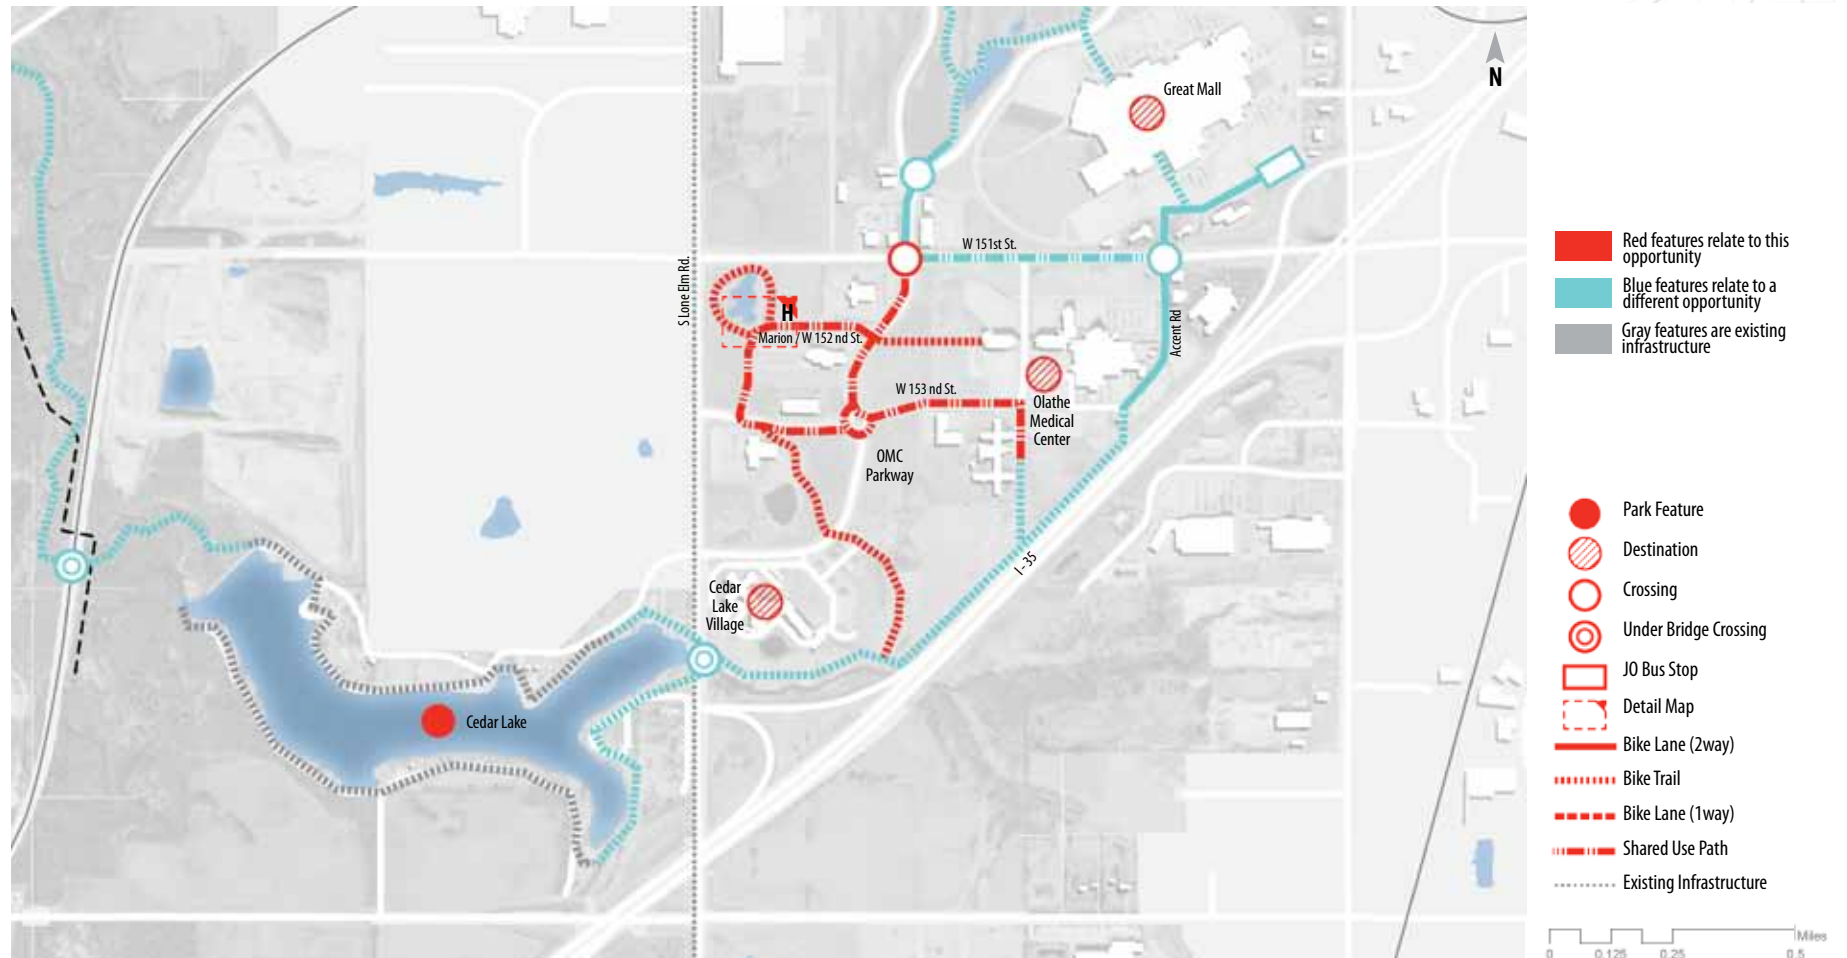 N
Great Mall
W 151st St.
S Lone Elm Rd.
H
Marion / W 152 nd St.
Accent Rd
W 153 nd St.
Olathe
Medical
Center
OMC
Parkway
I-35
Cedar
Lake
Village
Cedar Lake
Red features relate to this
opportunity
Blue features relate to a
different opportunity
Gray features are existing
infrastructure
Park Feature
Destination
Crossing
Under Bridge Crossing
JO Bus Stop
Detail Map
Bike Lane (2way)
Bike Trail
Bike Lane (1way)
Shared Use Path
Existing Infrastructure
Miles
0 0.125 0.25 0.5